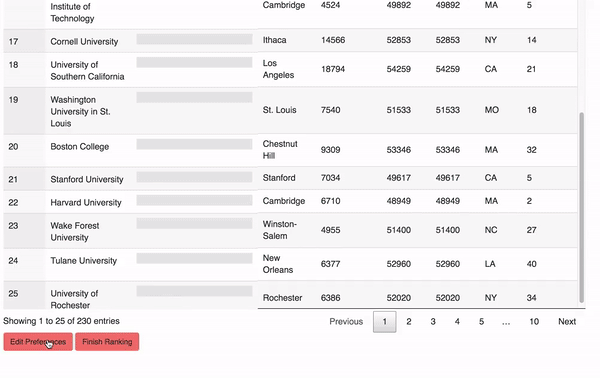 Institute of Technology Cambridge 4524 49892 49892 MA 5
17 Cornell University Ithaca 14566 52853 52853 NY 14
18 University of Southern California Los Angeles 18794 54259 54259 CA 21
19 Washington University in St. Louis St. Louis 7540 51533 51533 MO 18
20 Boston College Chestnut Hill 9309 53346 53346 MA 32
21 Stanford University Stanford 7034 49617 49617 CA 5
22 Harvard University Cambridge 6710 48949 48949 MA 2
23 Wake Forest University Winston-Salem 4955 51400 51400 NC 27
24 Tulane University New Orleans 6377 52960 52960 LA 40
25 University of Rochester Rochester 6386 52020 52020 NY 34
Showing 1 to 25 of 230 entries Previous 1 2 3 4 5 … 10 Next
Edit Preferences Finish Ranking